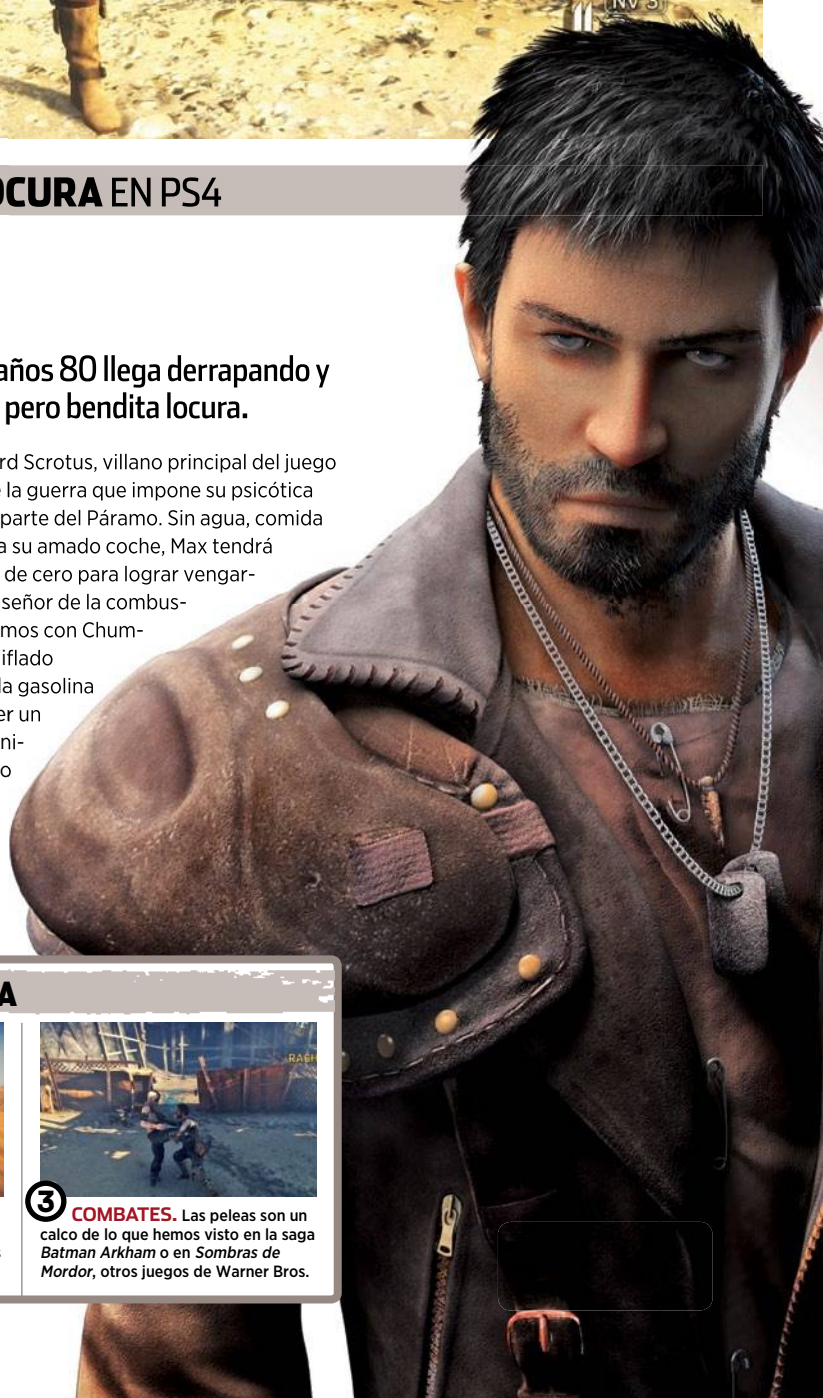 NV 3
OCURA EN PS4
años 80 llega derrapando y
pero bendita locura.
rd Scrotus, villano principal del juego
e la guerra que impone su psicótica
parte del Páramo. Sin agua, comida
a su amado coche, Max tendrá
de cero para lograr vengar-
señor de la combus-
mos con Chum-
iflado
la gasolina
er un
ni-
o
A
RACH
3
COMBATES. Las peleas son un
calco de lo que hemos visto en la saga
Batman Arkham o en Sombras de
Mordor, otros juegos de Warner Bros.
s